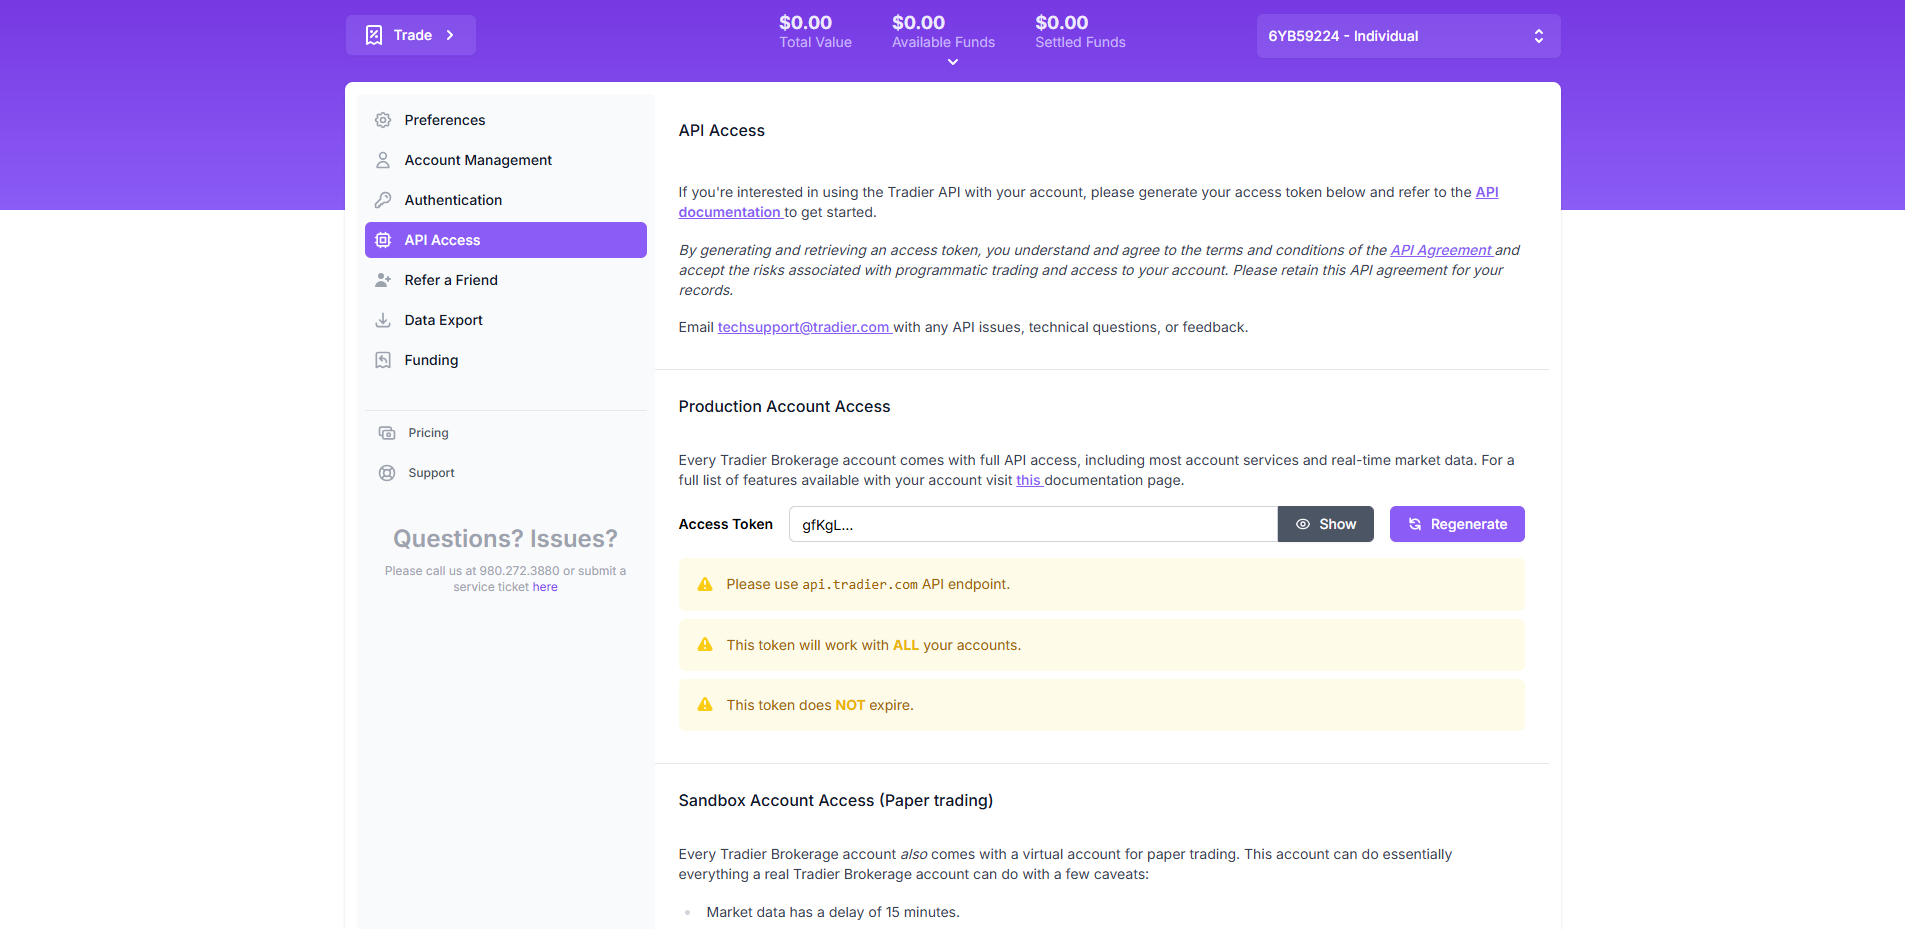 Trade
$0.00
Total Value
$0.00
Available Funds
$0.00
Settled Funds
6YB59224 - Individual
Preferences
Account Management
Authentication
API Access
Refer a Friend
Data Export
Funding
Pricing
Support
Questions? Issues?
Please call us at 980.272.3880 or submit a
service ticket here
API Access
If you're interested in using the Tradier API with your account, please generate your access token below and refer to the API
documentation to get started.
By generating and retrieving an access token, you understand and agree to the terms and conditions of the API Agreement and
accept the risks associated with programmatic trading and access to your account. Please retain this API agreement for your
records.
Email techsupport@tradier.com with any API issues, technical questions, or feedback.
Production Account Access
Every Tradier Brokerage account comes with full API access, including most account services and real-time market data. For a
full list of features available with your account visit this documentation page.
Access Token
gfKgL...
Show
Regenerate
Please use api.tradier.com API endpoint.
This token will work with ALL your accounts.
This token does NOT expire.
Sandbox Account Access (Paper trading)
Every Tradier Brokerage account also comes with a virtual account for paper trading. This account can do essentially
everything a real Tradier Brokerage account can do with a few caveats:
Market data has a delay of 15 minutes.